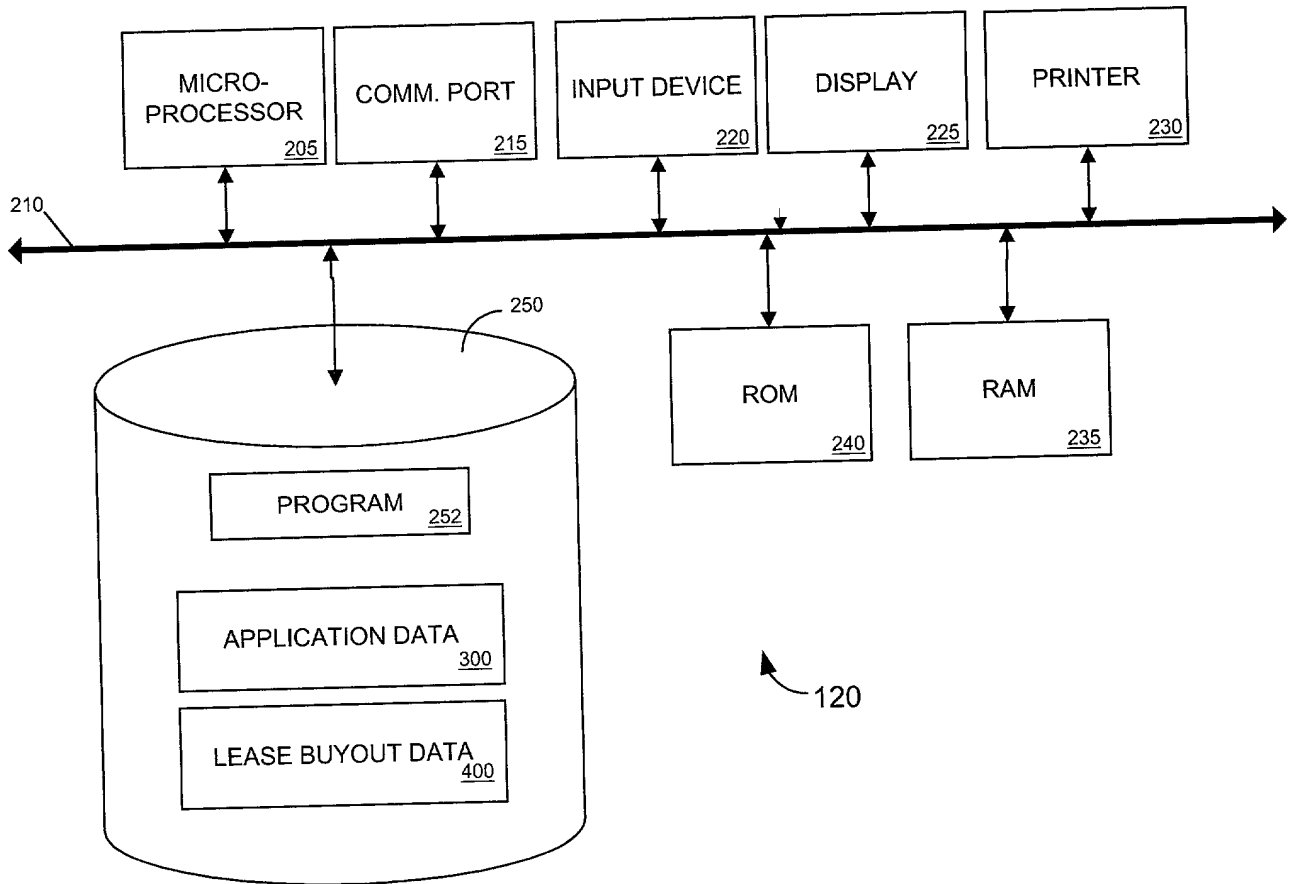 MICRO-
PROCESSOR
205
COMM. PORT
215
INPUT DEVICE
220
DISPLAY
225
PRINTER
230
210
250
ROM
240
RAM
235
PROGRAM
252
APPLICATION DATA
300
LEASE BUYOUT DATA
400
120